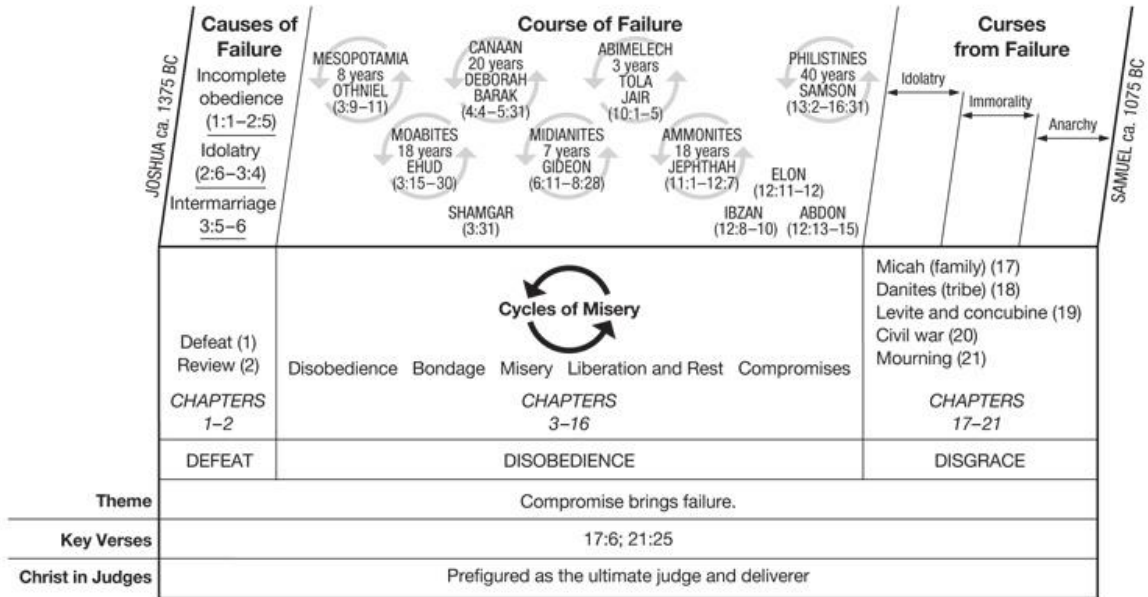 JOSHUA ca. 1375 BC
Causes of
Failure
Incomplete
obedience
(1:1–2:5)
Idolatry
(2:6–3:4)
Intermarriage
3:5–6
Course of Failure
MESOPOTAMIA
8 years
OTHNIEL
(3:9–11)
CANAAN
20 years
DEBORAH
BARAK
(4:4–5:31)
ABIMELECH
3 years
TOLA
JAIR
(10:1–5)
PHILISTINES
40 years
SAMSON
(13:2–16:31)
MOABITES
18 years
EHUD
(3:15–30)
MIDIANITES
7 years
GIDEON
(6:11–8:28)
AMMONITES
18 years
JEPHTHAH
(11:1–12:7)
ELON
(12:11–12)
SHAMGAR
(3:31)
IBZAN
(12:8–10)
ABDON
(12:13–15)
Curses
from Failure
Idolatry
Immorality
Anarchy
SAMUEL ca. 1075 BC
Defeat (1)
Review (2)
CHAPTERS
1–2
Cycles of Misery
Disobedience Bondage Misery Liberation and Rest Compromises
CHAPTERS
3–16
Micah (family) (17)
Danites (tribe) (18)
Levite and concubine (19)
Civil war (20)
Mourning (21)
CHAPTERS
17–21
DEFEAT DISOBEDIENCE DISGRACE
Theme Compromise brings failure.
Key Verses 17:6; 21:25
Christ in Judges Prefigured as the ultimate judge and deliverer